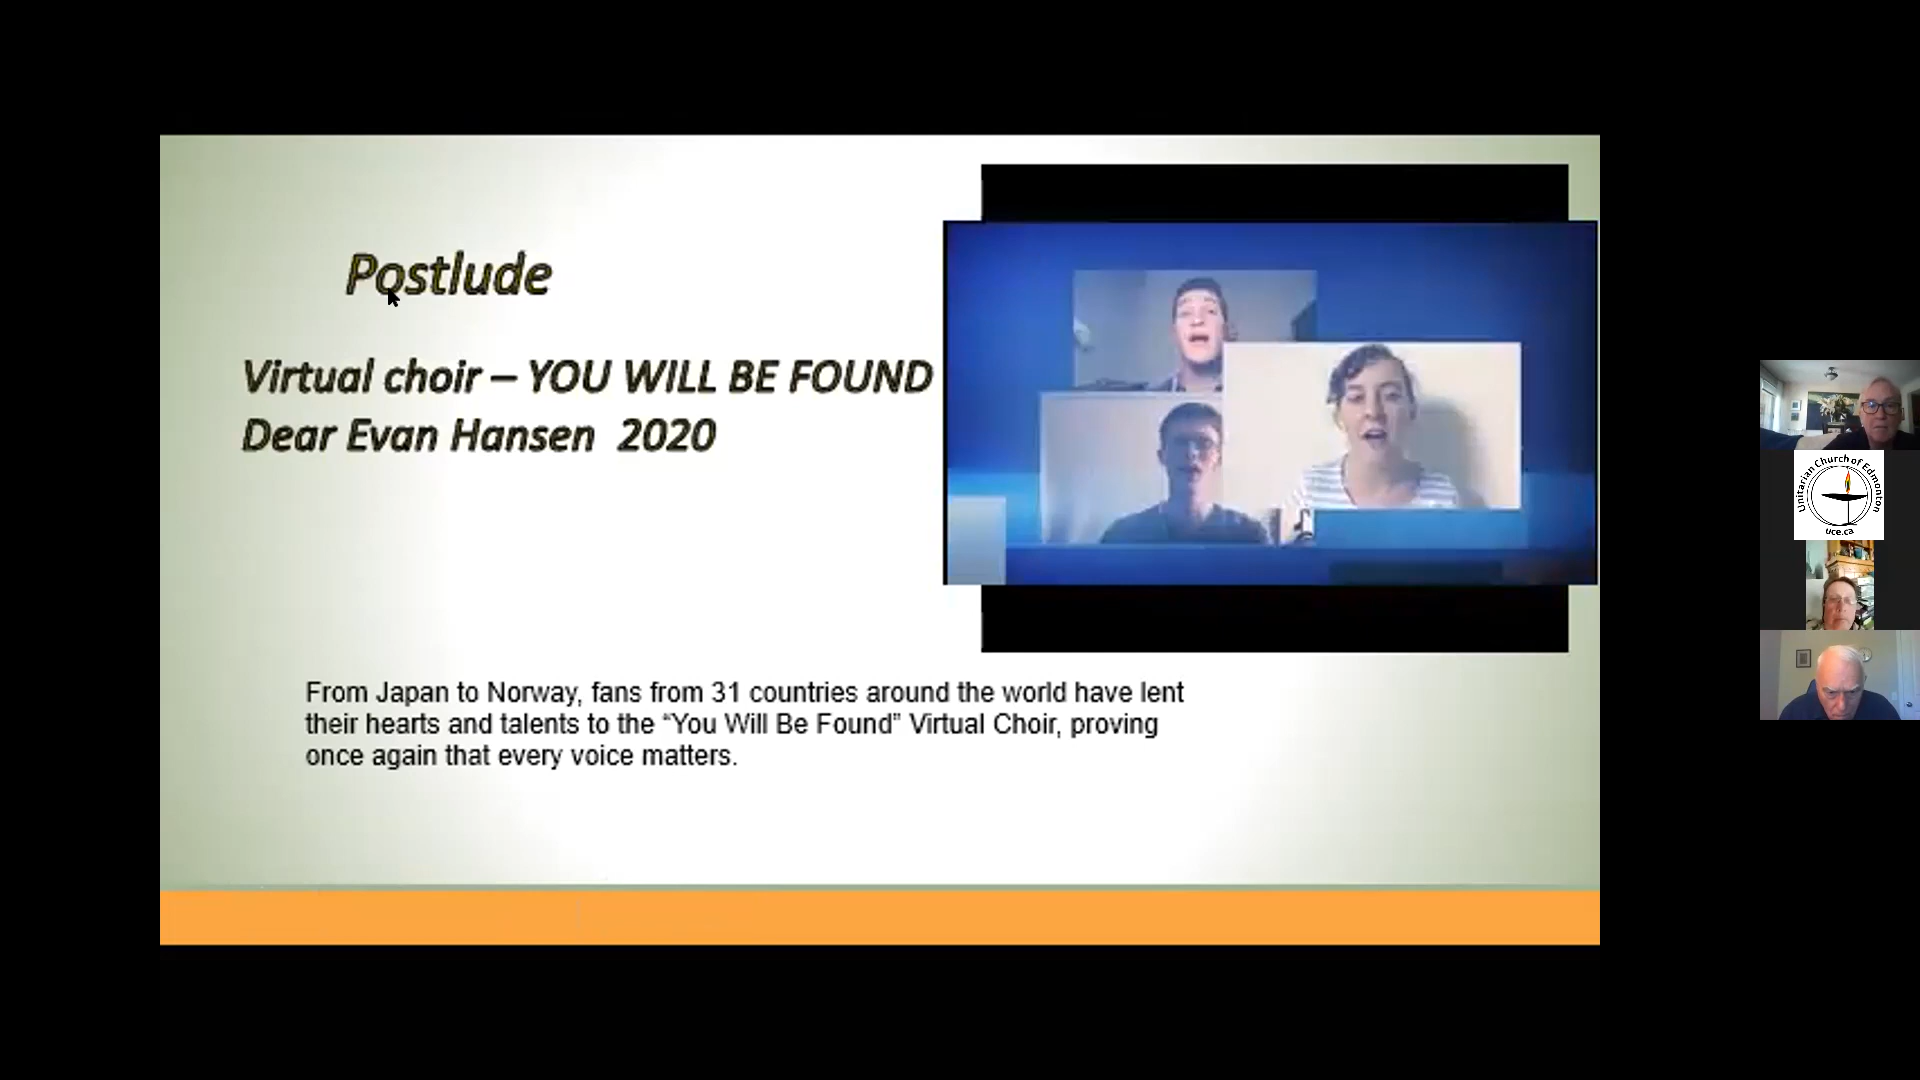 Postlude
Virtual choir – YOU WILL BE FOUND
Dear Evan Hansen 2020
From Japan to Norway, fans from 31 countries around the world have lent
their hearts and talents to the “You Will Be Found” Virtual Choir, proving
once again that every voice matters.
Unitarian Church of Edmonton
uce.ca